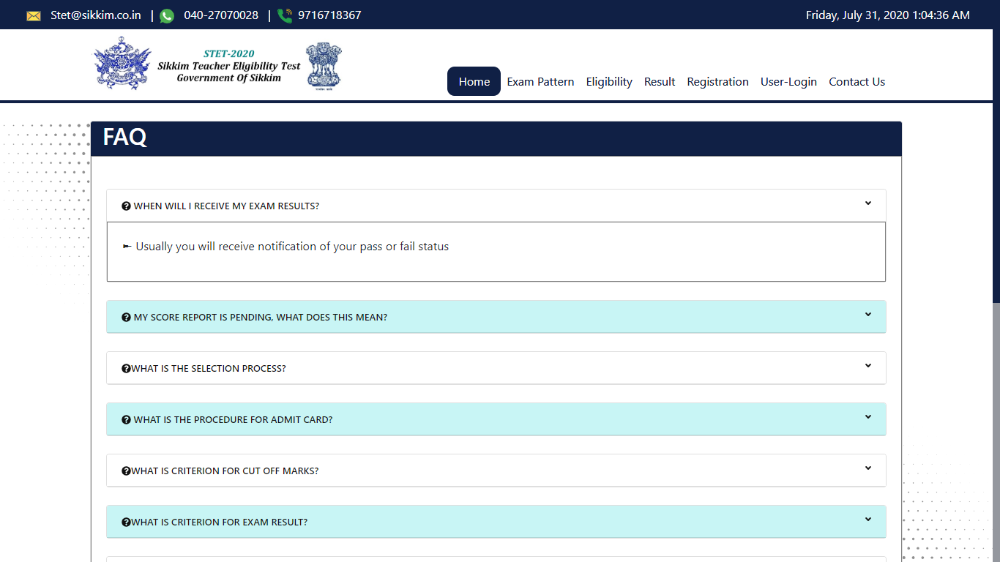 Stet@sikkim.co.in | 040-27070028 | 9716718367
Friday, July 31, 2020 1:04:36 AM
STET-2020
Sikkim Teacher Eligibility Test
Government Of Sikkim
Home Exam Pattern Eligibility Result Registration User-Login Contact Us
FAQ
WHEN WILL I RECEIVE MY EXAM RESULTS?
Usually you will receive notification of your pass or fail status
MY SCORE REPORT IS PENDING, WHAT DOES THIS MEAN?
WHAT IS THE SELECTION PROCESS?
WHAT IS THE PROCEDURE FOR ADMIT CARD?
WHAT IS CRITERION FOR CUT OFF MARKS?
WHAT IS CRITERION FOR EXAM RESULT?